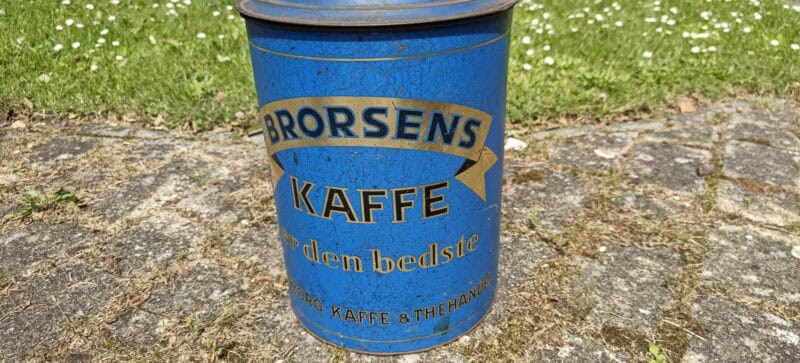 BRORSENS
KAFFE
er den bedste
KAFFE & THEHANDEL